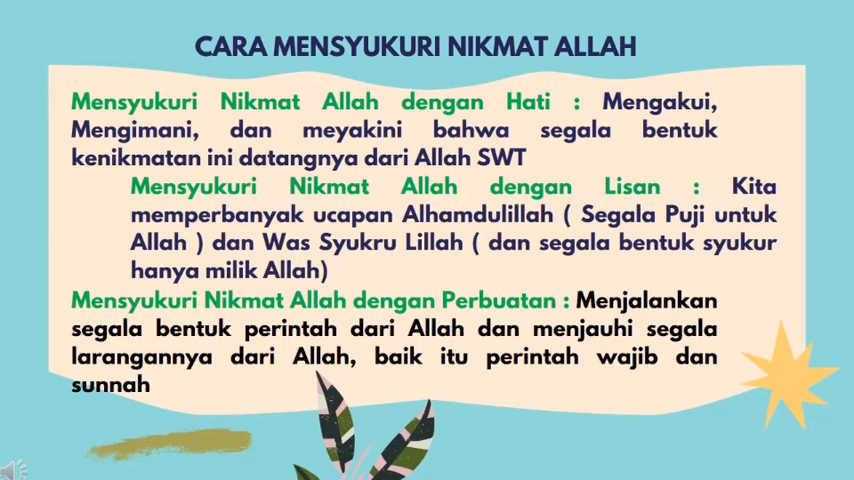 CARA MENSYUKURI NIKMAT ALLAH
Mensyukuri Nikmat Allah dengan Hati : Mengakui,
Mengimani, dan meyakini bahwa segala bentuk
kenikmatan ini datangnya dari Allah SWT
Mensyukuri Nikmat Allah dengan Lisan : Kita
memperbanyak ucapan Alhamdulillah ( Segala Puji untuk
Allah ) dan Was Syukru Lillah ( dan segala bentuk syukur
hanya milik Allah)
Mensyukuri Nikmat Allah dengan Perbuatan : Menjalankan
segala bentuk perintah dari Allah dan menjauhi segala
larangannya dari Allah, baik itu perintah wajib dan
sunnah